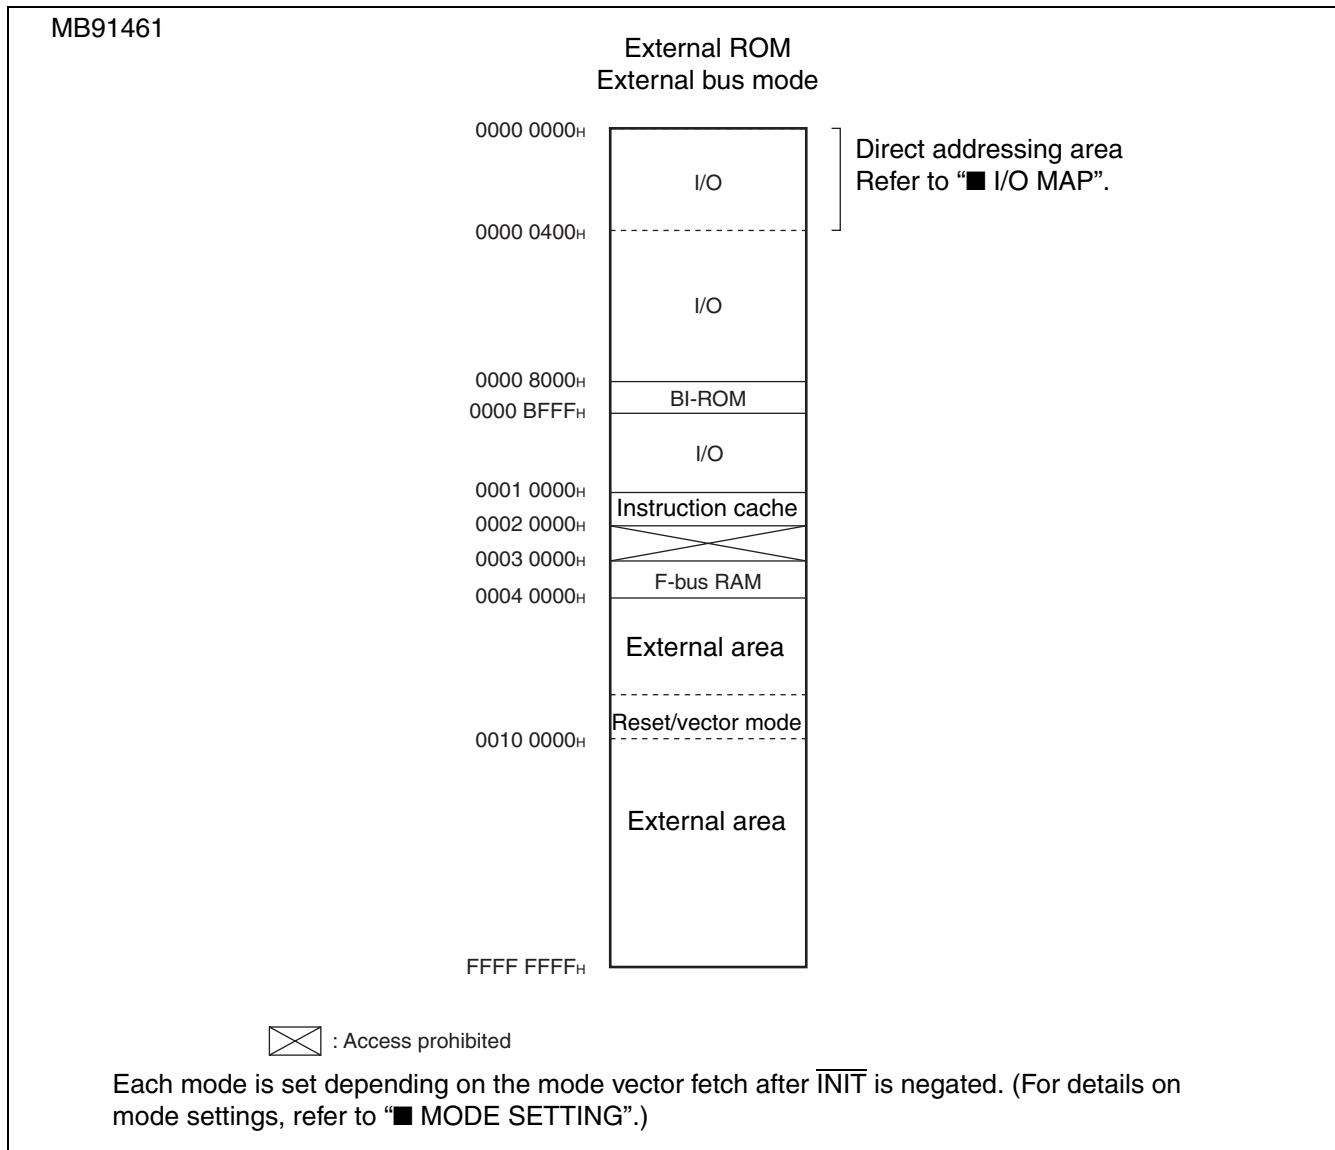 MB91461
External ROM
External bus mode
0000 0000H
Direct addressing area
Refer to “■ I/O MAP”.
I/O
0000 0400H
I/O
0000 8000H
BI-ROM
0000 BFFFH
I/O
0001 0000H
Instruction cache
0002 0000H
0003 0000H
F-bus RAM
0004 0000H
External area
Reset/vector mode
0010 0000H
External area
FFFF FFFFH
: Access prohibited
Each mode is set depending on the mode vector fetch after INIT is negated. (For details on
mode settings, refer to “■ MODE SETTING”.)